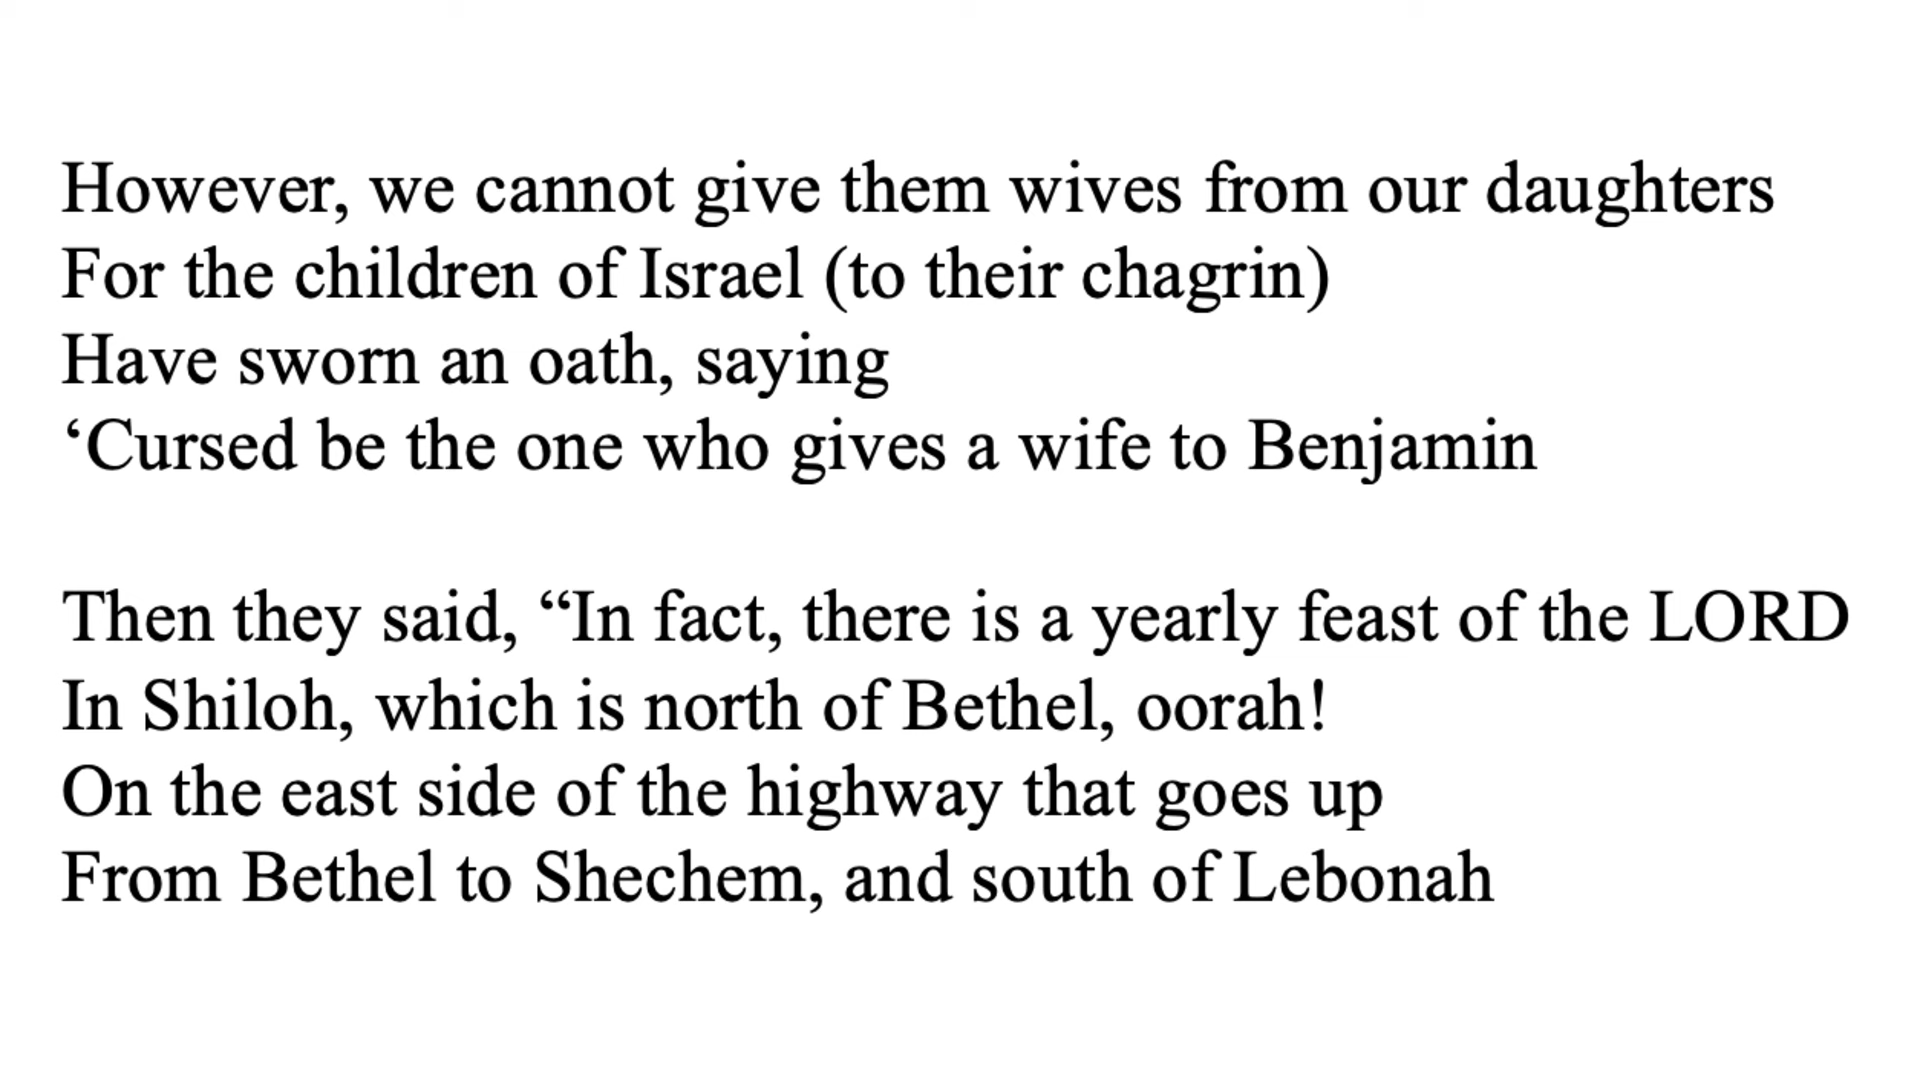 However, we cannot give them wives from our daughters
For the children of Israel (to their chagrin)
Have sworn an oath, saying
‘Cursed be the one who gives a wife to Benjamin
Then they said, “In fact, there is a yearly feast of the LORD
In Shiloh, which is north of Bethel, oorah!
On the east side of the highway that goes up
From Bethel to Shechem, and south of Lebonah